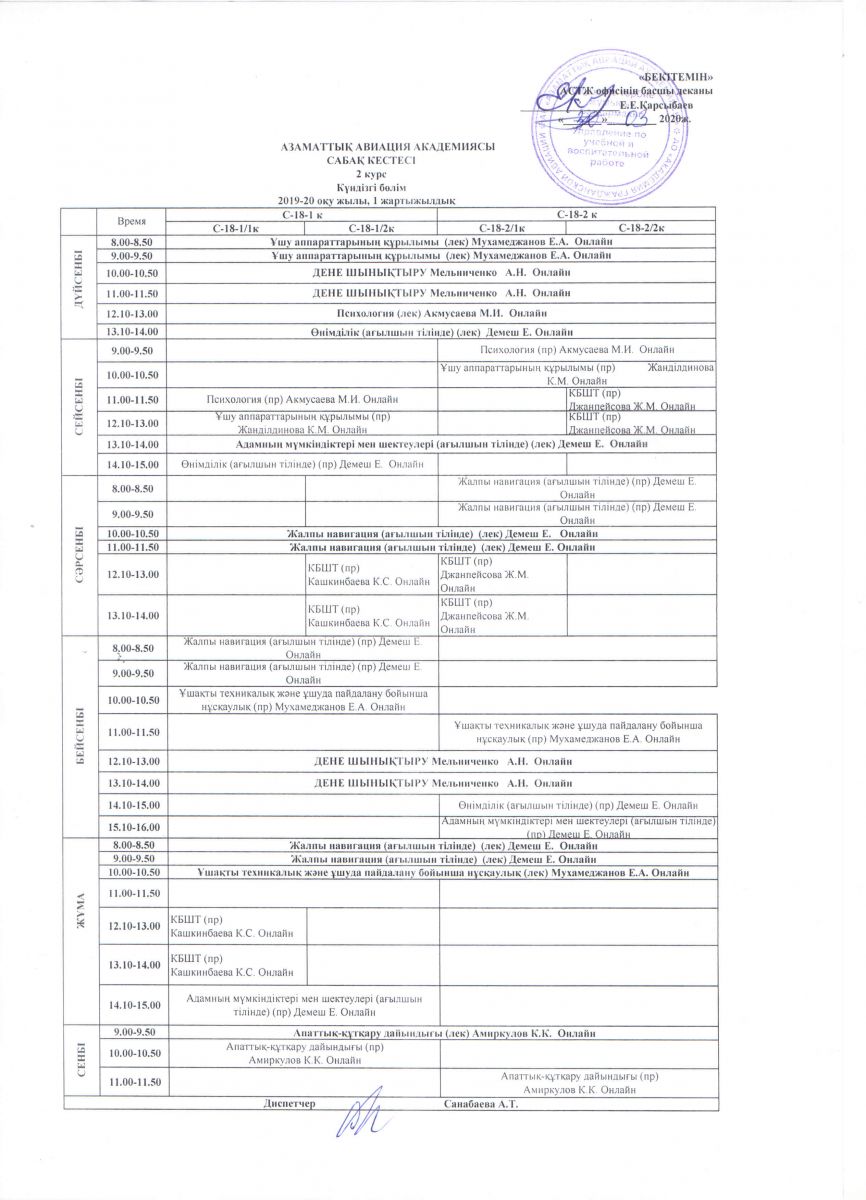 «БЕКІТЕМІН»
АСТЖ офисінің басшы деканы
Е.Е.Қарсыбаев
« » 03 2020ж.
Управление по
учебной и
воспитательной
работе
АЗАМАТТЫҚ АВИАЦИЯ АКАДЕМИЯСЫ
САБАҚ КЕСТЕСІ
2 курс
Күндізгі бөлім
2019-20 оқу жылы, 1 жартыжылдық
Время С-18-1 к С-18-2 к
С-18-1/1к С-18-1/2к С-18-2/1к С-18-2/2к
ДҮЙСЕНБІ
8.00-8.50 Ұшу аппараттарының құрылымы (лек) Мухамеджанов Е.А. Онлайн
9.00-9.50 Ұшу аппараттарының құрылымы (лек) Мухамеджанов Е.А. Онлайн
10.00-10.50 ДЕНЕ ШЫНЫҚТЫРУ Мельниченко А.Н. Онлайн
11.00-11.50 ДЕНЕ ШЫНЫҚТЫРУ Мельниченко А.Н. Онлайн
12.10-13.00 Психология (лек) Акмусаева М.И. Онлайн
13.10-14.00 Өнімділік (ағылшын тілінде) (лек) Демеш Е. Онлайн
СЕЙСЕНБІ
9.00-9.50 Психология (пр) Акмусаева М.И. Онлайн
10.00-10.50 Ұшу аппараттарының құрылымы (пр) Жанділдинова
К.М. Онлайн
11.00-11.50 Психология (пр) Акмусаева М.И. Онлайн КБШТ (пр)
Джанпейсова Ж.М. Онлайн
12.10-13.00 Ұшу аппараттарының құрылымы (пр) КБШТ (пр)
Жанділдинова К.М. Онлайн Джанпейсова Ж.М. Онлайн
13.10-14.00 Адамның мүмкіндіктері мен шектеулері (ағылшын тілінде) (лек) Демеш Е. Онлайн
14.10-15.00 Өнімділік (ағылшын тілінде) (пр) Демеш Е. Онлайн
СӘРСЕНБІ
8.00-8.50 Жалпы навигация (ағылшын тілінде) (пр) Демеш Е.
Онлайн
9.00-9.50 Жалпы навигация (ағылшын тілінде) (пр) Демеш Е.
Онлайн
10.00-10.50 Жалпы навигация (ағылшын тілінде) (лек) Демеш Е. Онлайн
11.00-11.50 Жалпы навигация (ағылшын тілінде) (лек) Демеш Е. Онлайн
12.10-13.00 КБШТ (пр) КБШТ (пр)
Кашкинбаева К.С. Онлайн Джанпейсова Ж.М.
Онлайн
13.10-14.00 КБШТ (пр) КБШТ (пр)
Кашкинбаева К.С. Онлайн Джанпейсова Ж.М.
Онлайн
БЕЙСЕНБІ
8.00-8.50 Жалпы навигация (ағылшын тілінде) (пр) Демеш Е.
Онлайн
9.00-9.50 Жалпы навигация (ағылшын тілінде) (пр) Демеш Е.
Онлайн
10.00-10.50 Ұшақты техникалық және ұшуда пайдалану бойынша
нұсқаулық (пр) Мухамеджанов Е.А. Онлайн
11.00-11.50 Ұшақты техникалық және ұшуда пайдалану бойынша
нұсқаулық (пр) Мухамеджанов Е.А. Онлайн
12.10-13.00 ДЕНЕ ШЫНЫҚТЫРУ Мельниченко А.Н. Онлайн
13.10-14.00 ДЕНЕ ШЫНЫҚТЫРУ Мельниченко А.Н. Онлайн
14.10-15.00 Өнімділік (ағылшын тілінде) (пр) Демеш Е. Онлайн
15.10-16.00 Адамның мүмкіндіктері мен шектеулері (ағылшын тілінде)
(пр) Демеш Е. Онлайн
ЖҰМА
8.00-8.50 Жалпы навигация (ағылшын тілінде) (лек) Демеш Е. Онлайн
9.00-9.50 Жалпы навигация (ағылшын тілінде) (лек) Демеш Е. Онлайн
10.00-10.50 Ұшақты техникалық және ұшуда пайдалану бойынша нұсқаулық (лек) Мухамеджанов Е.А. Онлайн
11.00-11.50
12.10-13.00 КБШТ (пр)
Кашкинбаева К.С. Онлайн
13.10-14.00 КБШТ (пр)
Кашкинбаева К.С. Онлайн
14.10-15.00 Адамның мүмкіндіктері мен шектеулері (ағылшын
тілінде) (пр) Демеш Е. Онлайн
СЕНБІ
9.00-9.50 Апаттық-құтқару дайындығы (лек) Амиркулов К.К. Онлайн
10.00-10.50 Апаттық-құтқару дайындығы (пр)
Амиркулов К.К. Онлайн
11.00-11.50 Апаттық-құтқару дайындығы (пр)
Амиркулов К.К. Онлайн
Диспетчер Санабаева А.Т.